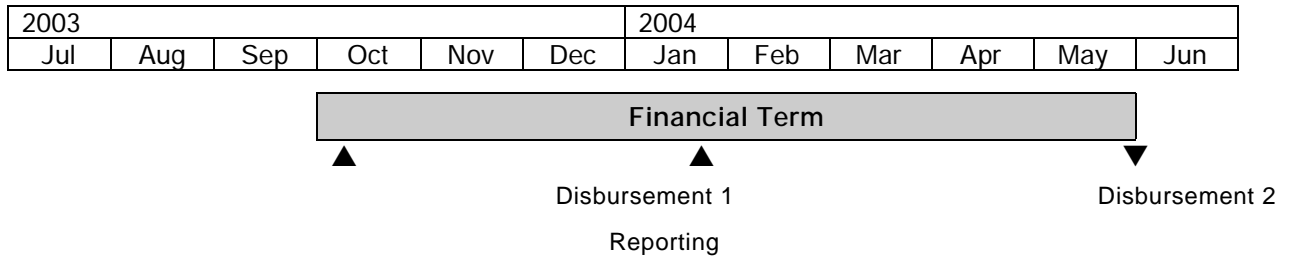 2003 2004
Jul Aug Sep Oct Nov Dec Jan Feb Mar Apr May Jun
Financial Term
Disbursement 1 Disbursement 2
Reporting